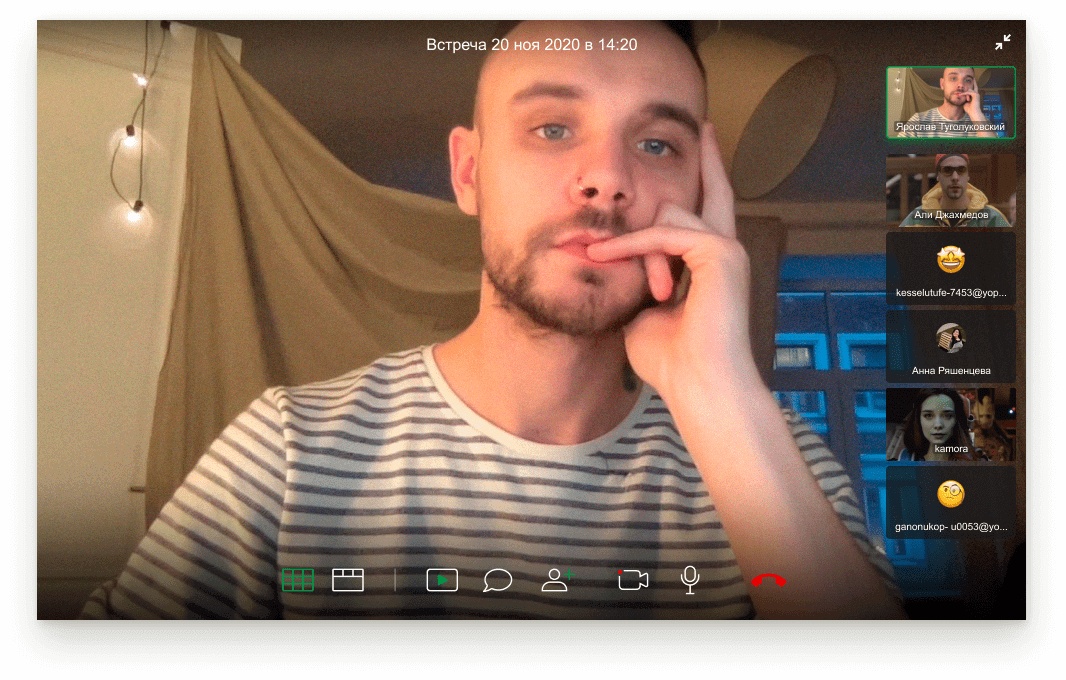 Встреча 20 ноя 2020 в 14:20
Ярослав Туголуковский
Али Джахмедов
kesselutufe-7453@yop...
Анна Ряшенцева
kamora
ganonukop- u0053@yo...